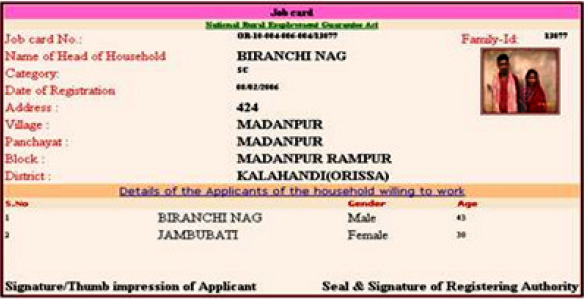 Job card
National Rural Employment Guarantee Act
Job card No.: OR-10-004-006-004/13077 Family-Id: 13077
Name of Head of Household BIRANCHI NAG
Category: SC
Date of Registration 08/02/2006
Address : 424
Village : MADANPUR
Panchayat : MADANPUR
Block : MADANPUR RAMPUR
District : KALAHANDI(ORISSA)
Details of the Applicants of the household willing to work
S.No Gender Age
1 BIRANCHI NAG Male 43
2 JAMBUBATI Female 30
Signature/Thumb impression of Applicant Seal & Signature of Registering Authority